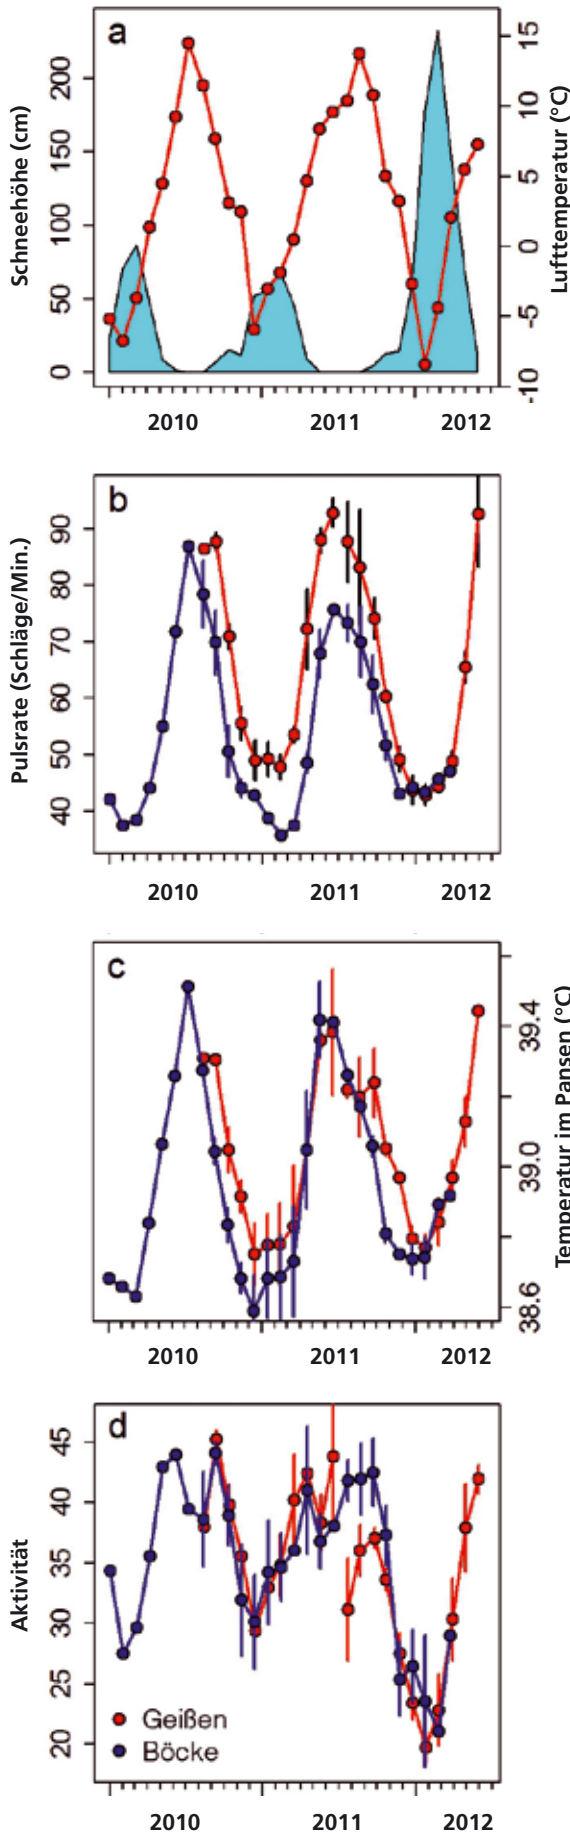 a
Schneehöhe (cm)
200
150
100
50
0
15
10
5
0
-5
-10
Lufttemperatur (°C)
2010 2011 2012
b
Pulsrate (Schläge/Min.)
90
80
70
60
50
40
2010 2011 2012
c
39.4
39.0
38.6
Temperatur im Pansen (°C)
2010 2011 2012
d
Aktivität
45
40
35
30
25
20
Geißen
Böcke
2010 2011 2012